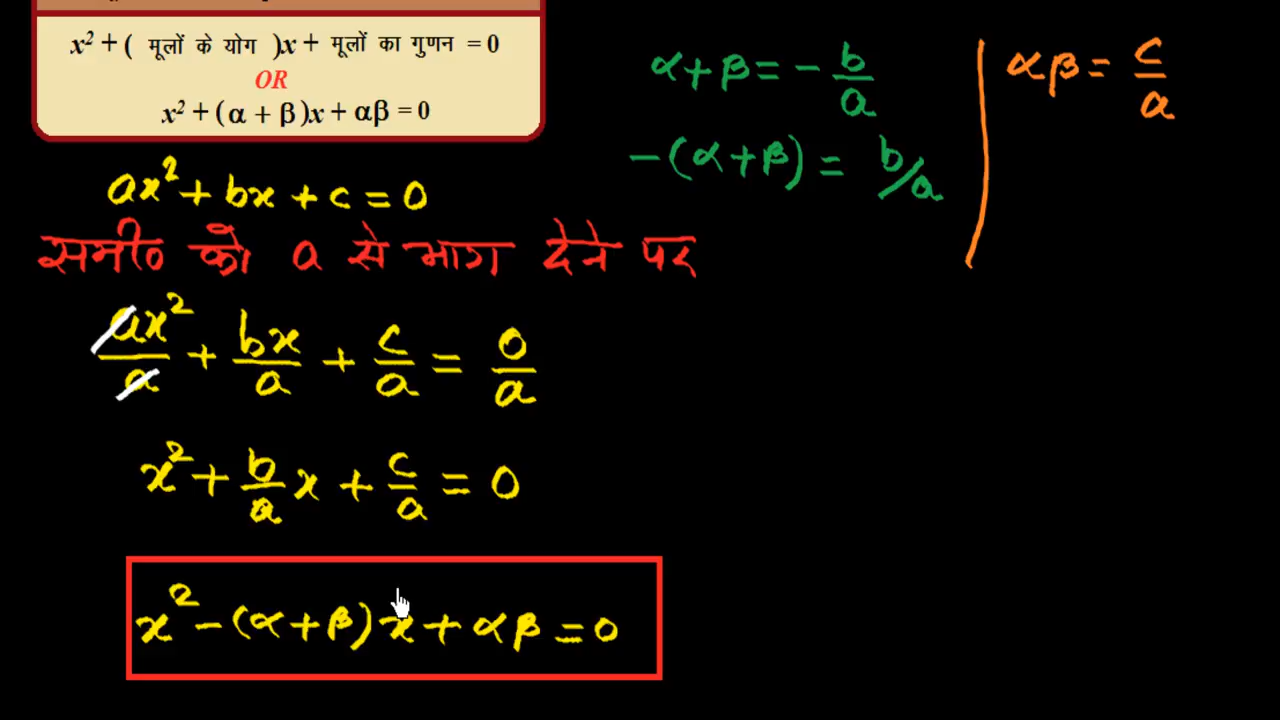 x² + ( मूलों के योग )x + मूलों का गुणन = 0
OR
x² + (α + β)x + αβ = 0
ax² + bx + c = 0
समी० को a से भाग देने पर
ax²/a + bx/a + c/a = 0/a
x² + b/a x + c/a = 0
x² - (α + β)x + αβ = 0
α + β = - b/a
- (α + β) = b/a
αβ = c/a